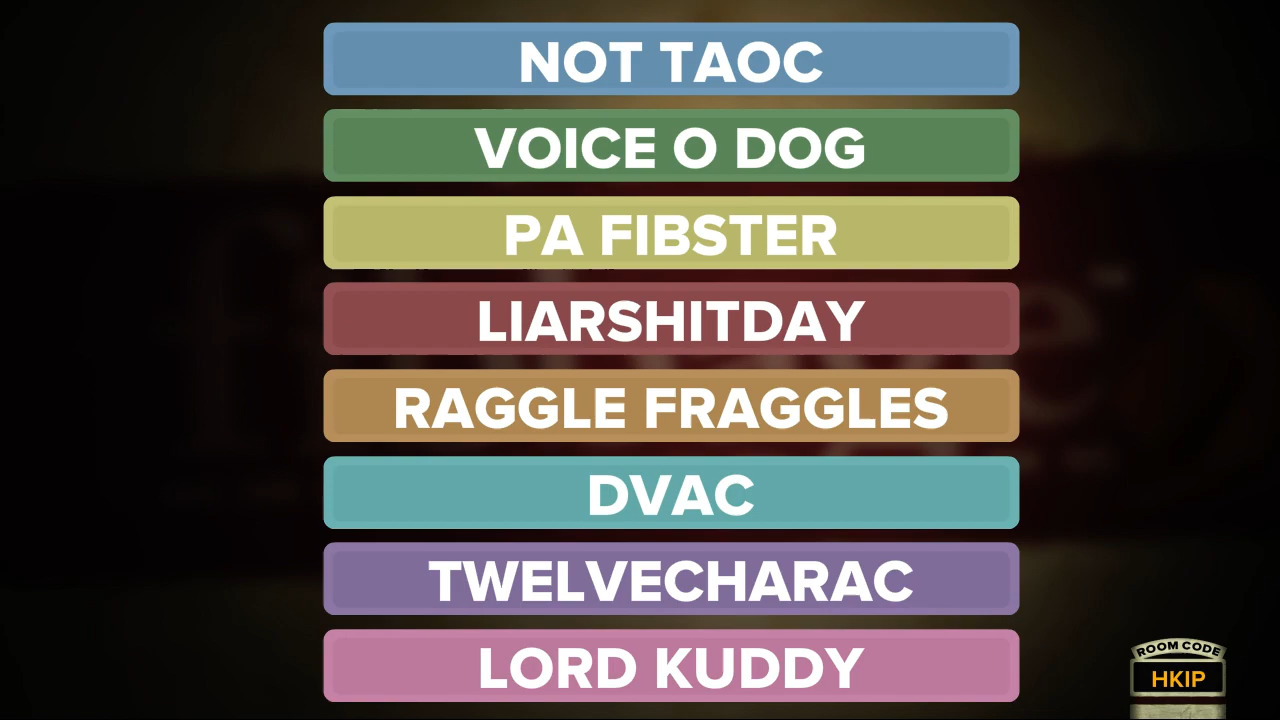 NOT TAOC
VOICE O DOG
PA FIBSTER
LIARSHITDAY
RAGGLE FRAGGLES
DVAC
TWELVECHARAC
LORD KUDDY
ROOM CODE
HKIP